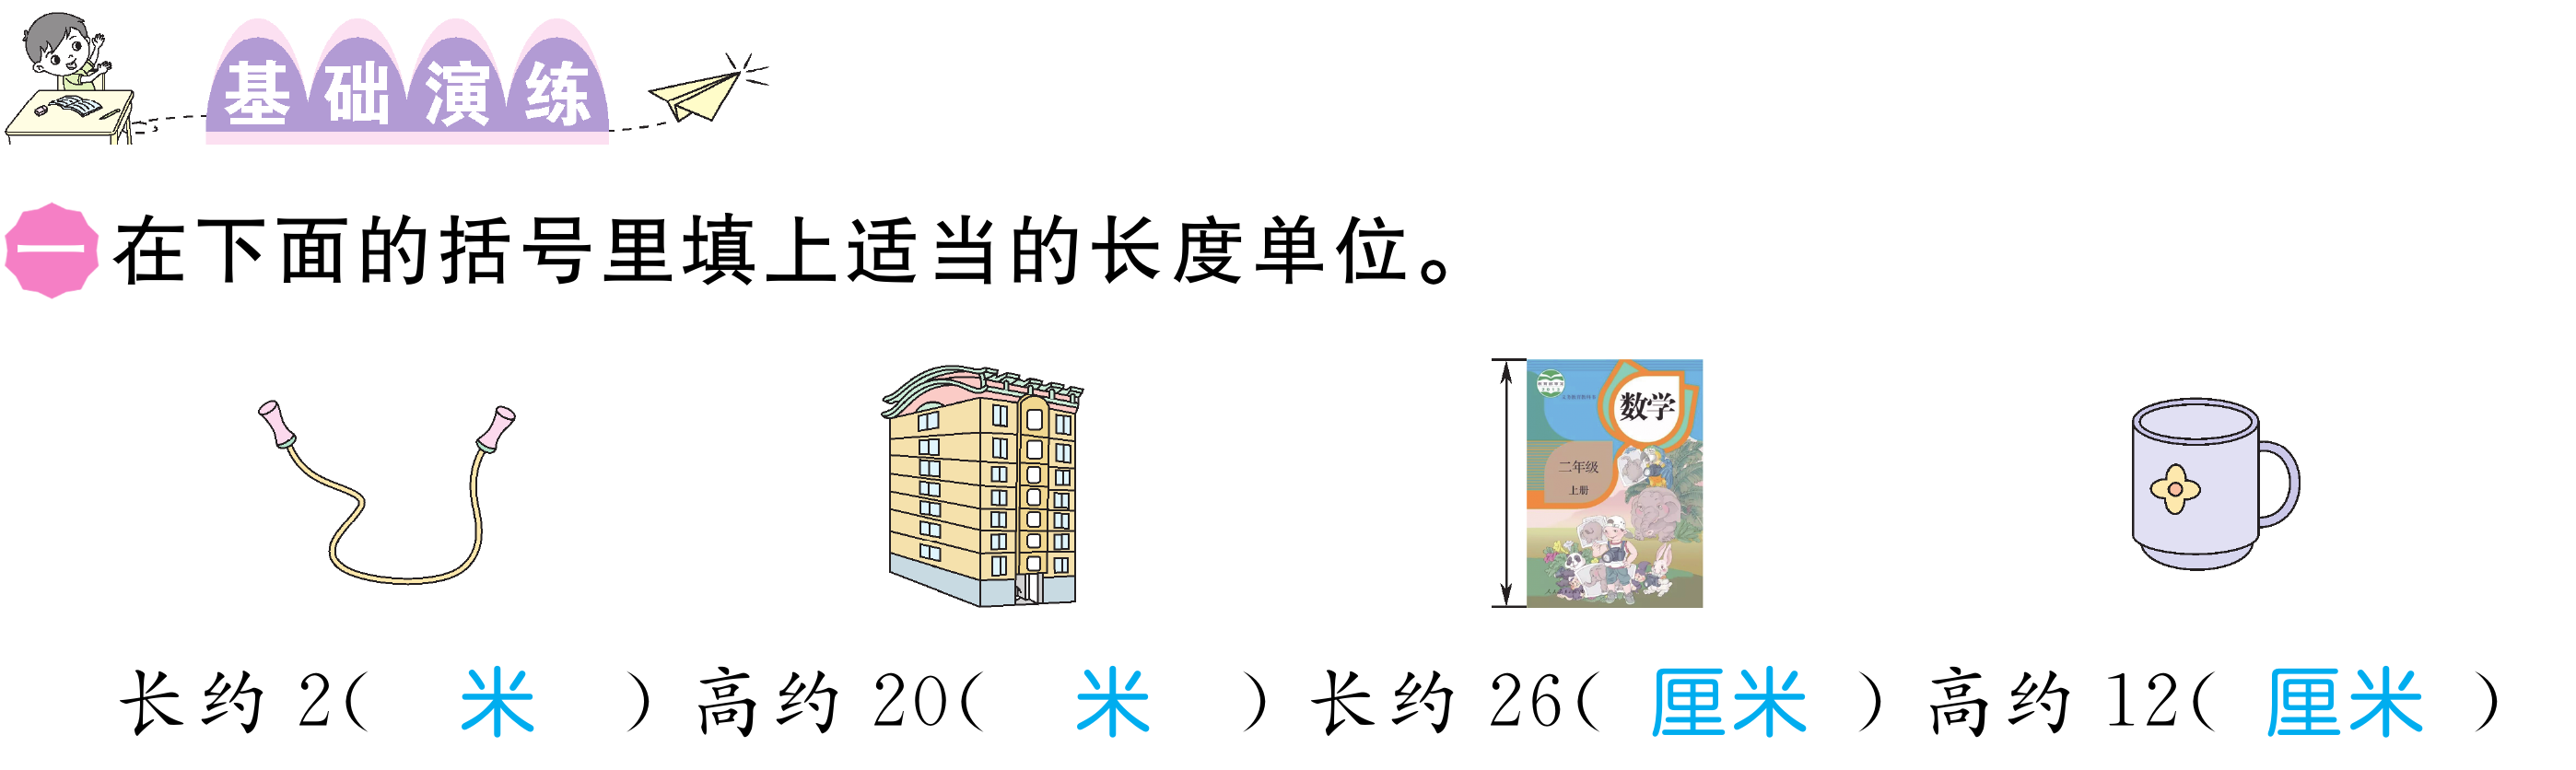 基础演练
一 在下面的括号里填上适当的长度单位。
数学
二年级
上册
长约 2( 米 ) 高约 20( 米 ) 长约 26( 厘米 ) 高约 12( 厘米 )